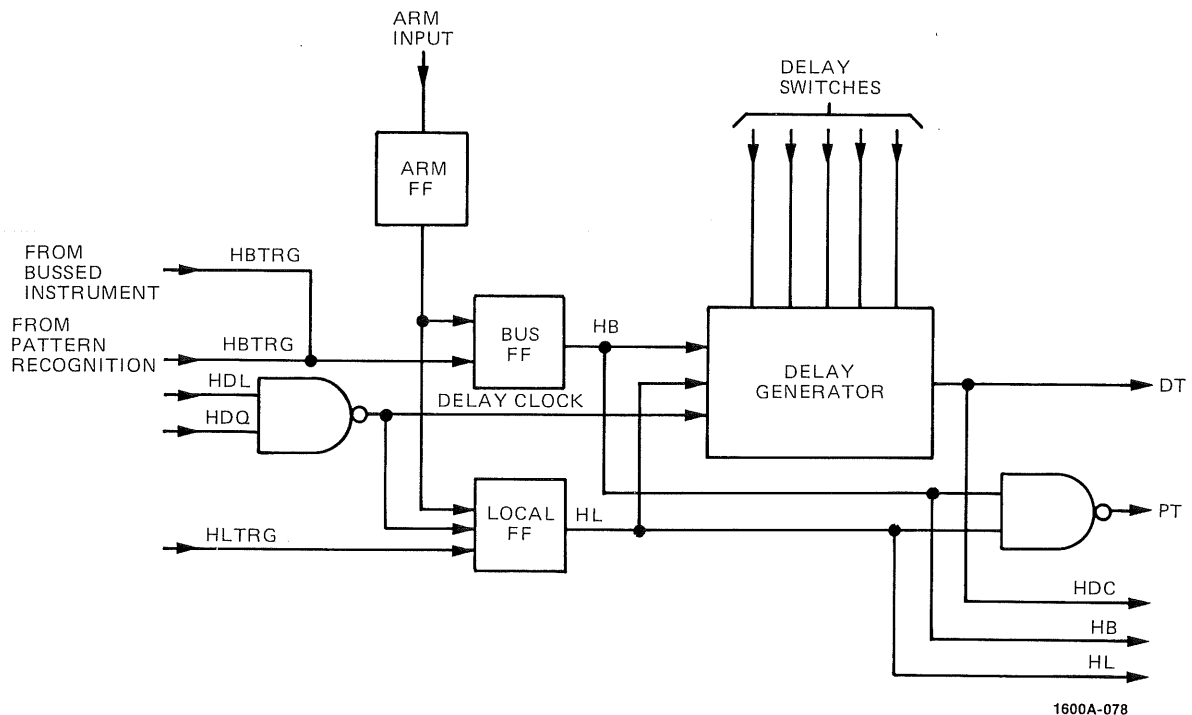 ARM
INPUT
DELAY
SWITCHES
ARM
FF
FROM
BUSSED
INSTRUMENT
HBTRG
FROM
PATTERN
RECOGNITION
HBTRG
BUS
FF
HB
DELAY
GENERATOR
DT
HDL
HDQ
DELAY CLOCK
LOCAL
FF
HL
HLTRG
PT
HDC
HB
HL
1600A-078